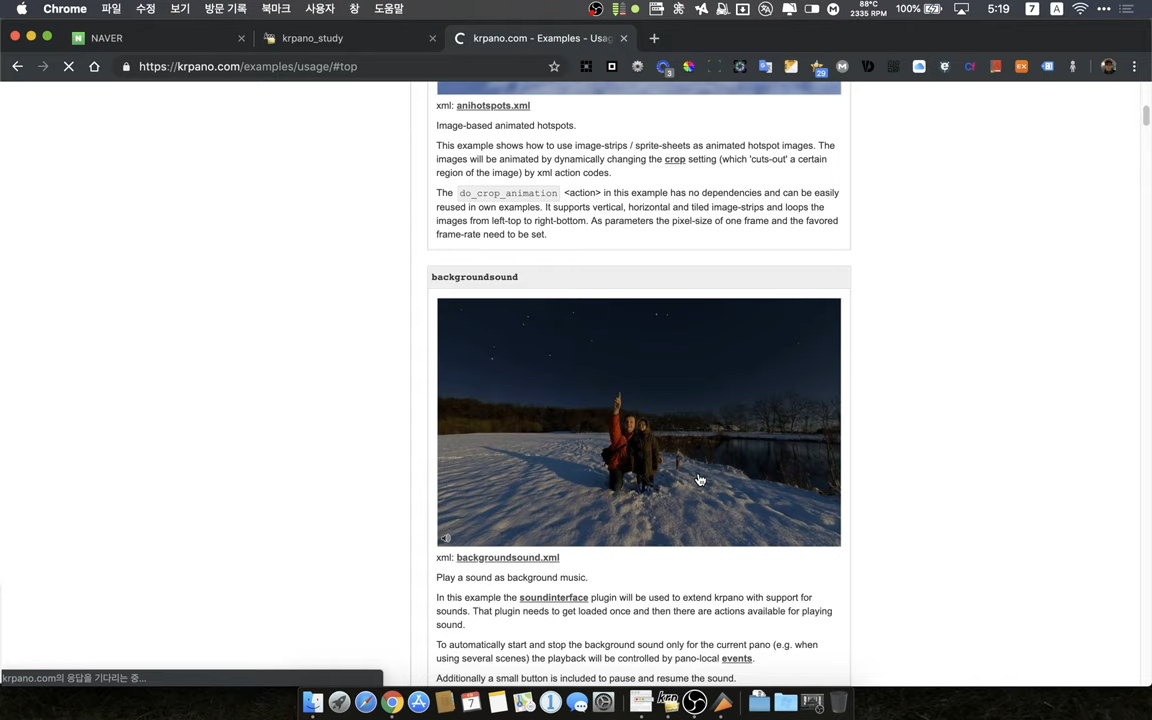 Chrome 파일 수정 보기 방문 기록 북마크 사용자 창 도움말 88°C 2335 RPM 100% 5:19 7 A
NAVER krpano_study krpano.com - Examples - Usag
https://krpano.com/examples/usage/#top
xml: anihotspots.xml
Image-based animated hotspots.
This example shows how to use image-strips / sprite-sheets as animated hotspot images. The
images will be animated by dynamically changing the crop setting (which 'cuts-out' a certain
region of the image) by xml action codes.
The do_crop_animation <action> in this example has no dependencies and can be easily
reused in own examples. It supports vertical, horizontal and tiled image-strips and loops the
images from left-top to right-bottom. As parameters the pixel-size of one frame and the favored
frame-rate need to be set.
backgroundsound
xml: backgroundsound.xml
Play a sound as background music.
In this example the soundinterface plugin will be used to extend krpano with support for
sounds. That plugin needs to get loaded once and then there are actions available for playing
sound.
To automatically start and stop the background sound only for the current pano (e.g. when
using several scenes) the playback will be controlled by pano-local events.
Additionally a small button is included to pause and resume the sound.
krpano.com의 응답을 기다리는 중...